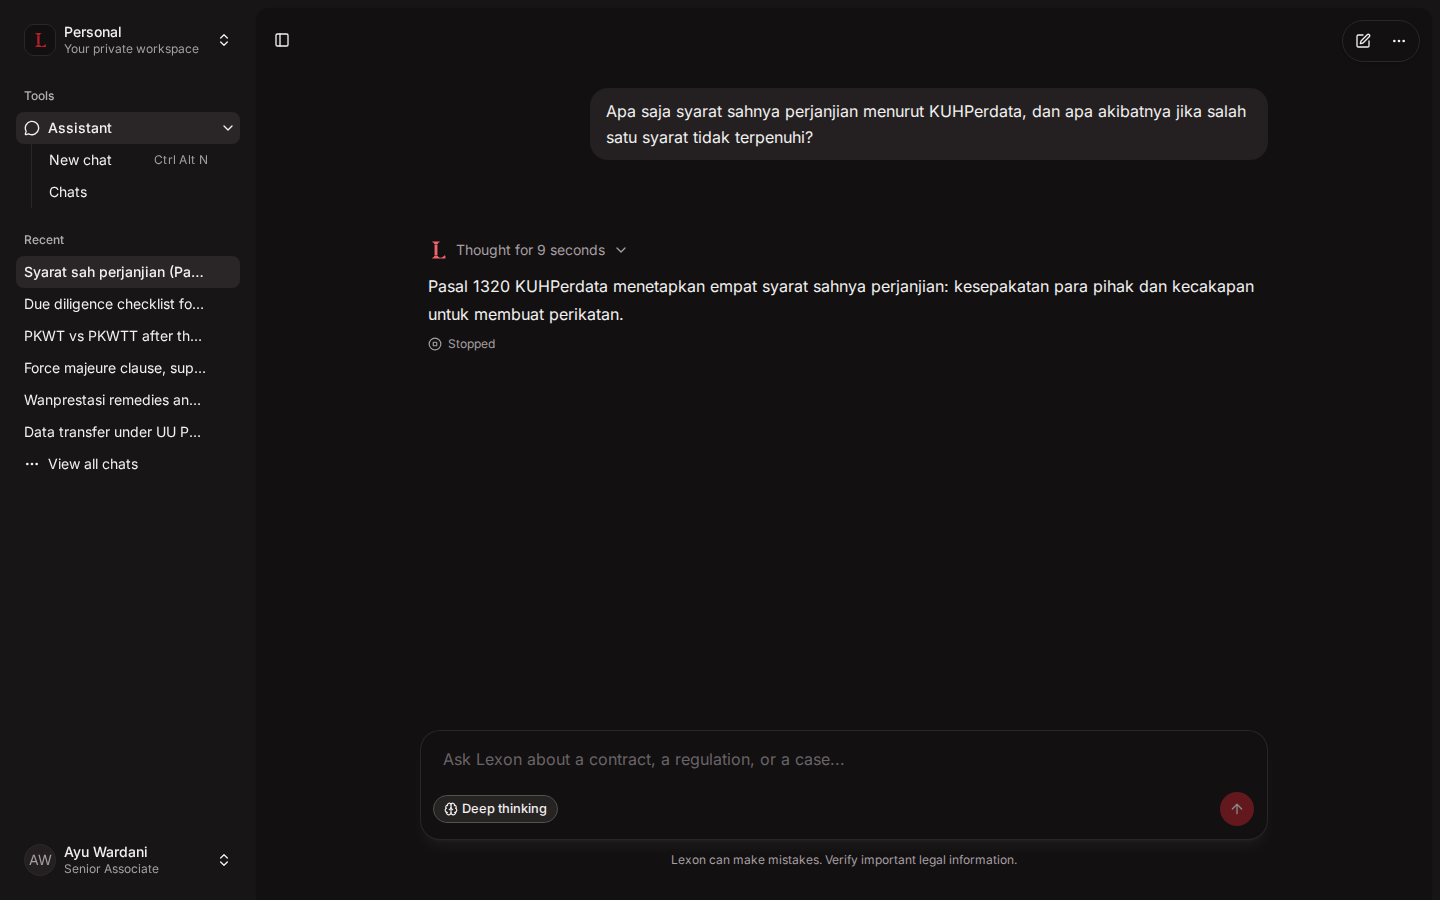 L
Personal
Your private workspace
Tools
Assistant
New chat
Ctrl Alt N
Chats
Recent
Syarat sah perjanjian (Pa...
Due diligence checklist fo...
PKWT vs PKWTT after th...
Force majeure clause, sup...
Wanprestasi remedies an...
Data transfer under UU P...
View all chats
AW
Ayu Wardani
Senior Associate
Apa saja syarat sahnya perjanjian menurut KUHPerdata, dan apa akibatnya jika salah
satu syarat tidak terpenuhi?
L
Thought for 9 seconds
Pasal 1320 KUHPerdata menetapkan empat syarat sahnya perjanjian: kesepakatan para pihak dan kecakapan
untuk membuat perikatan.
Stopped
Ask Lexon about a contract, a regulation, or a case...
Deep thinking
Lexon can make mistakes. Verify important legal information.